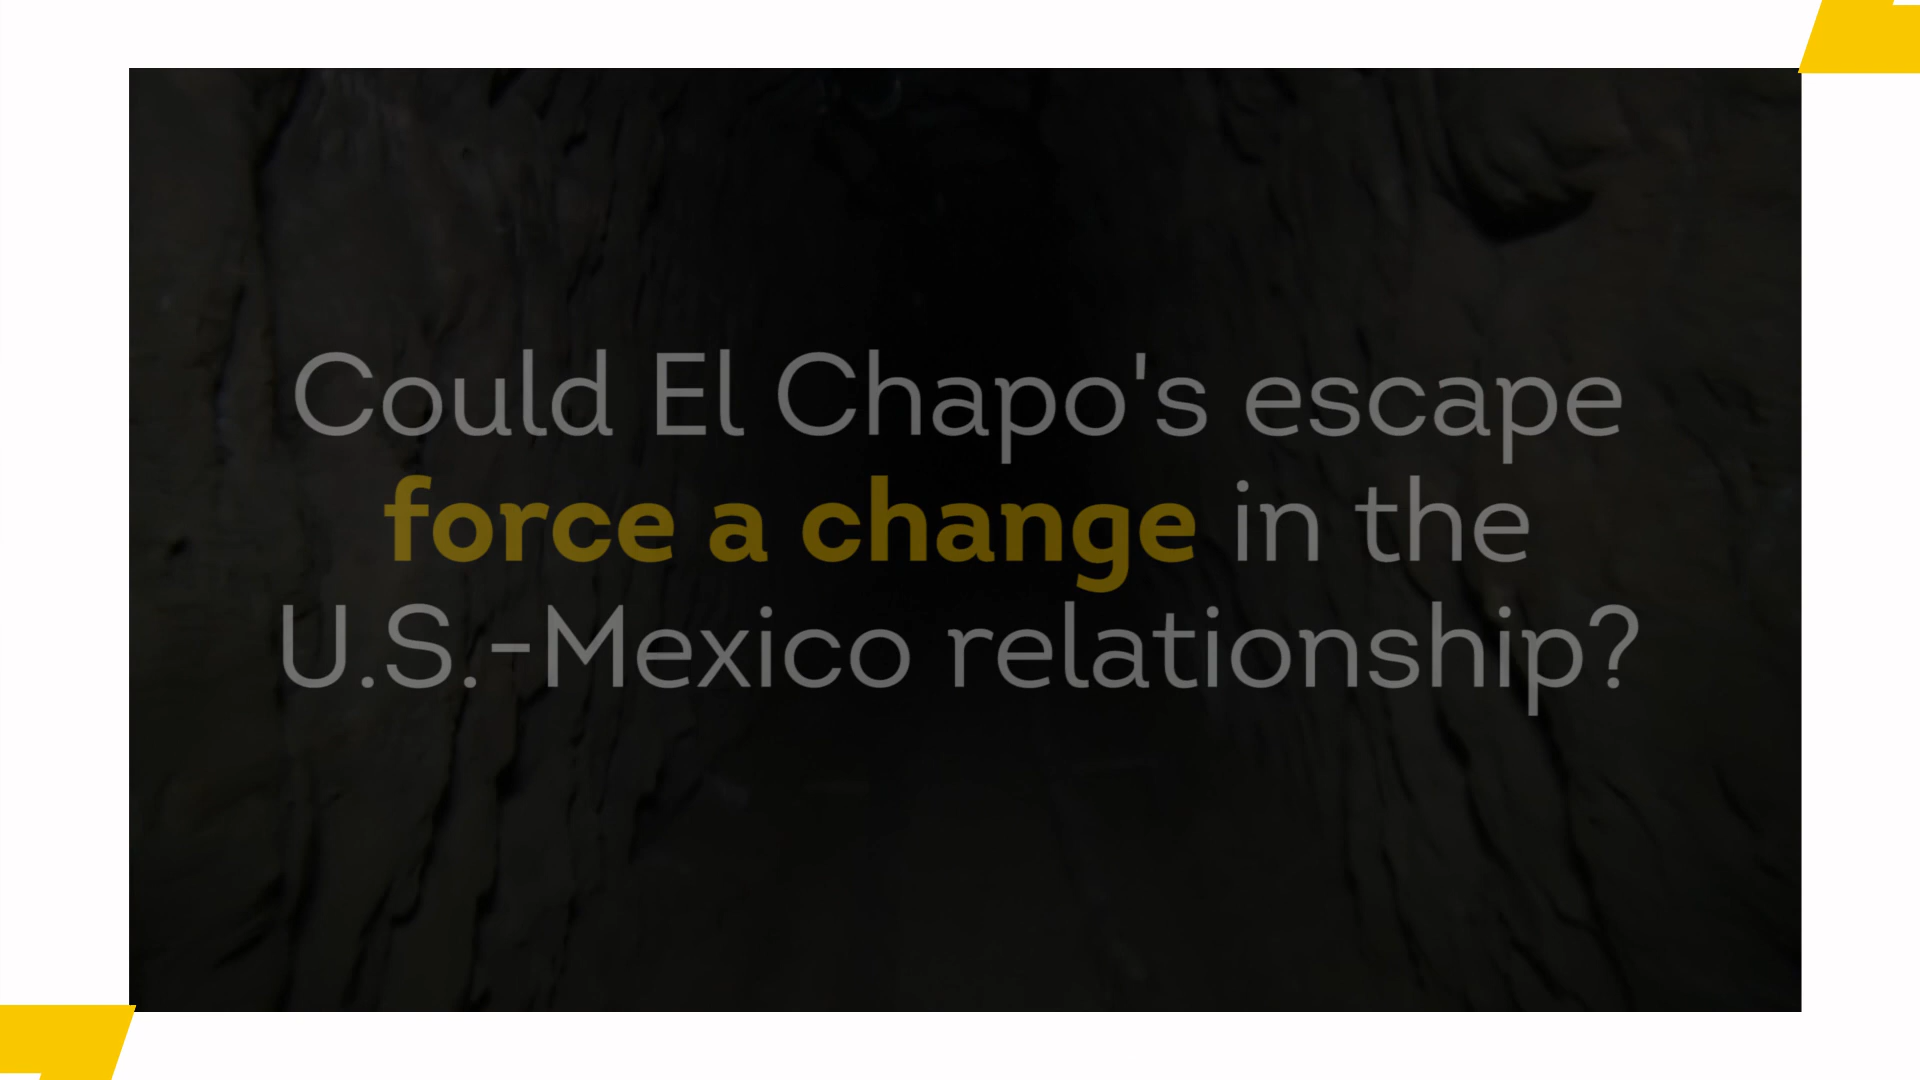 Could El Chapo's escape
force a change in the
U.S.-Mexico relationship?